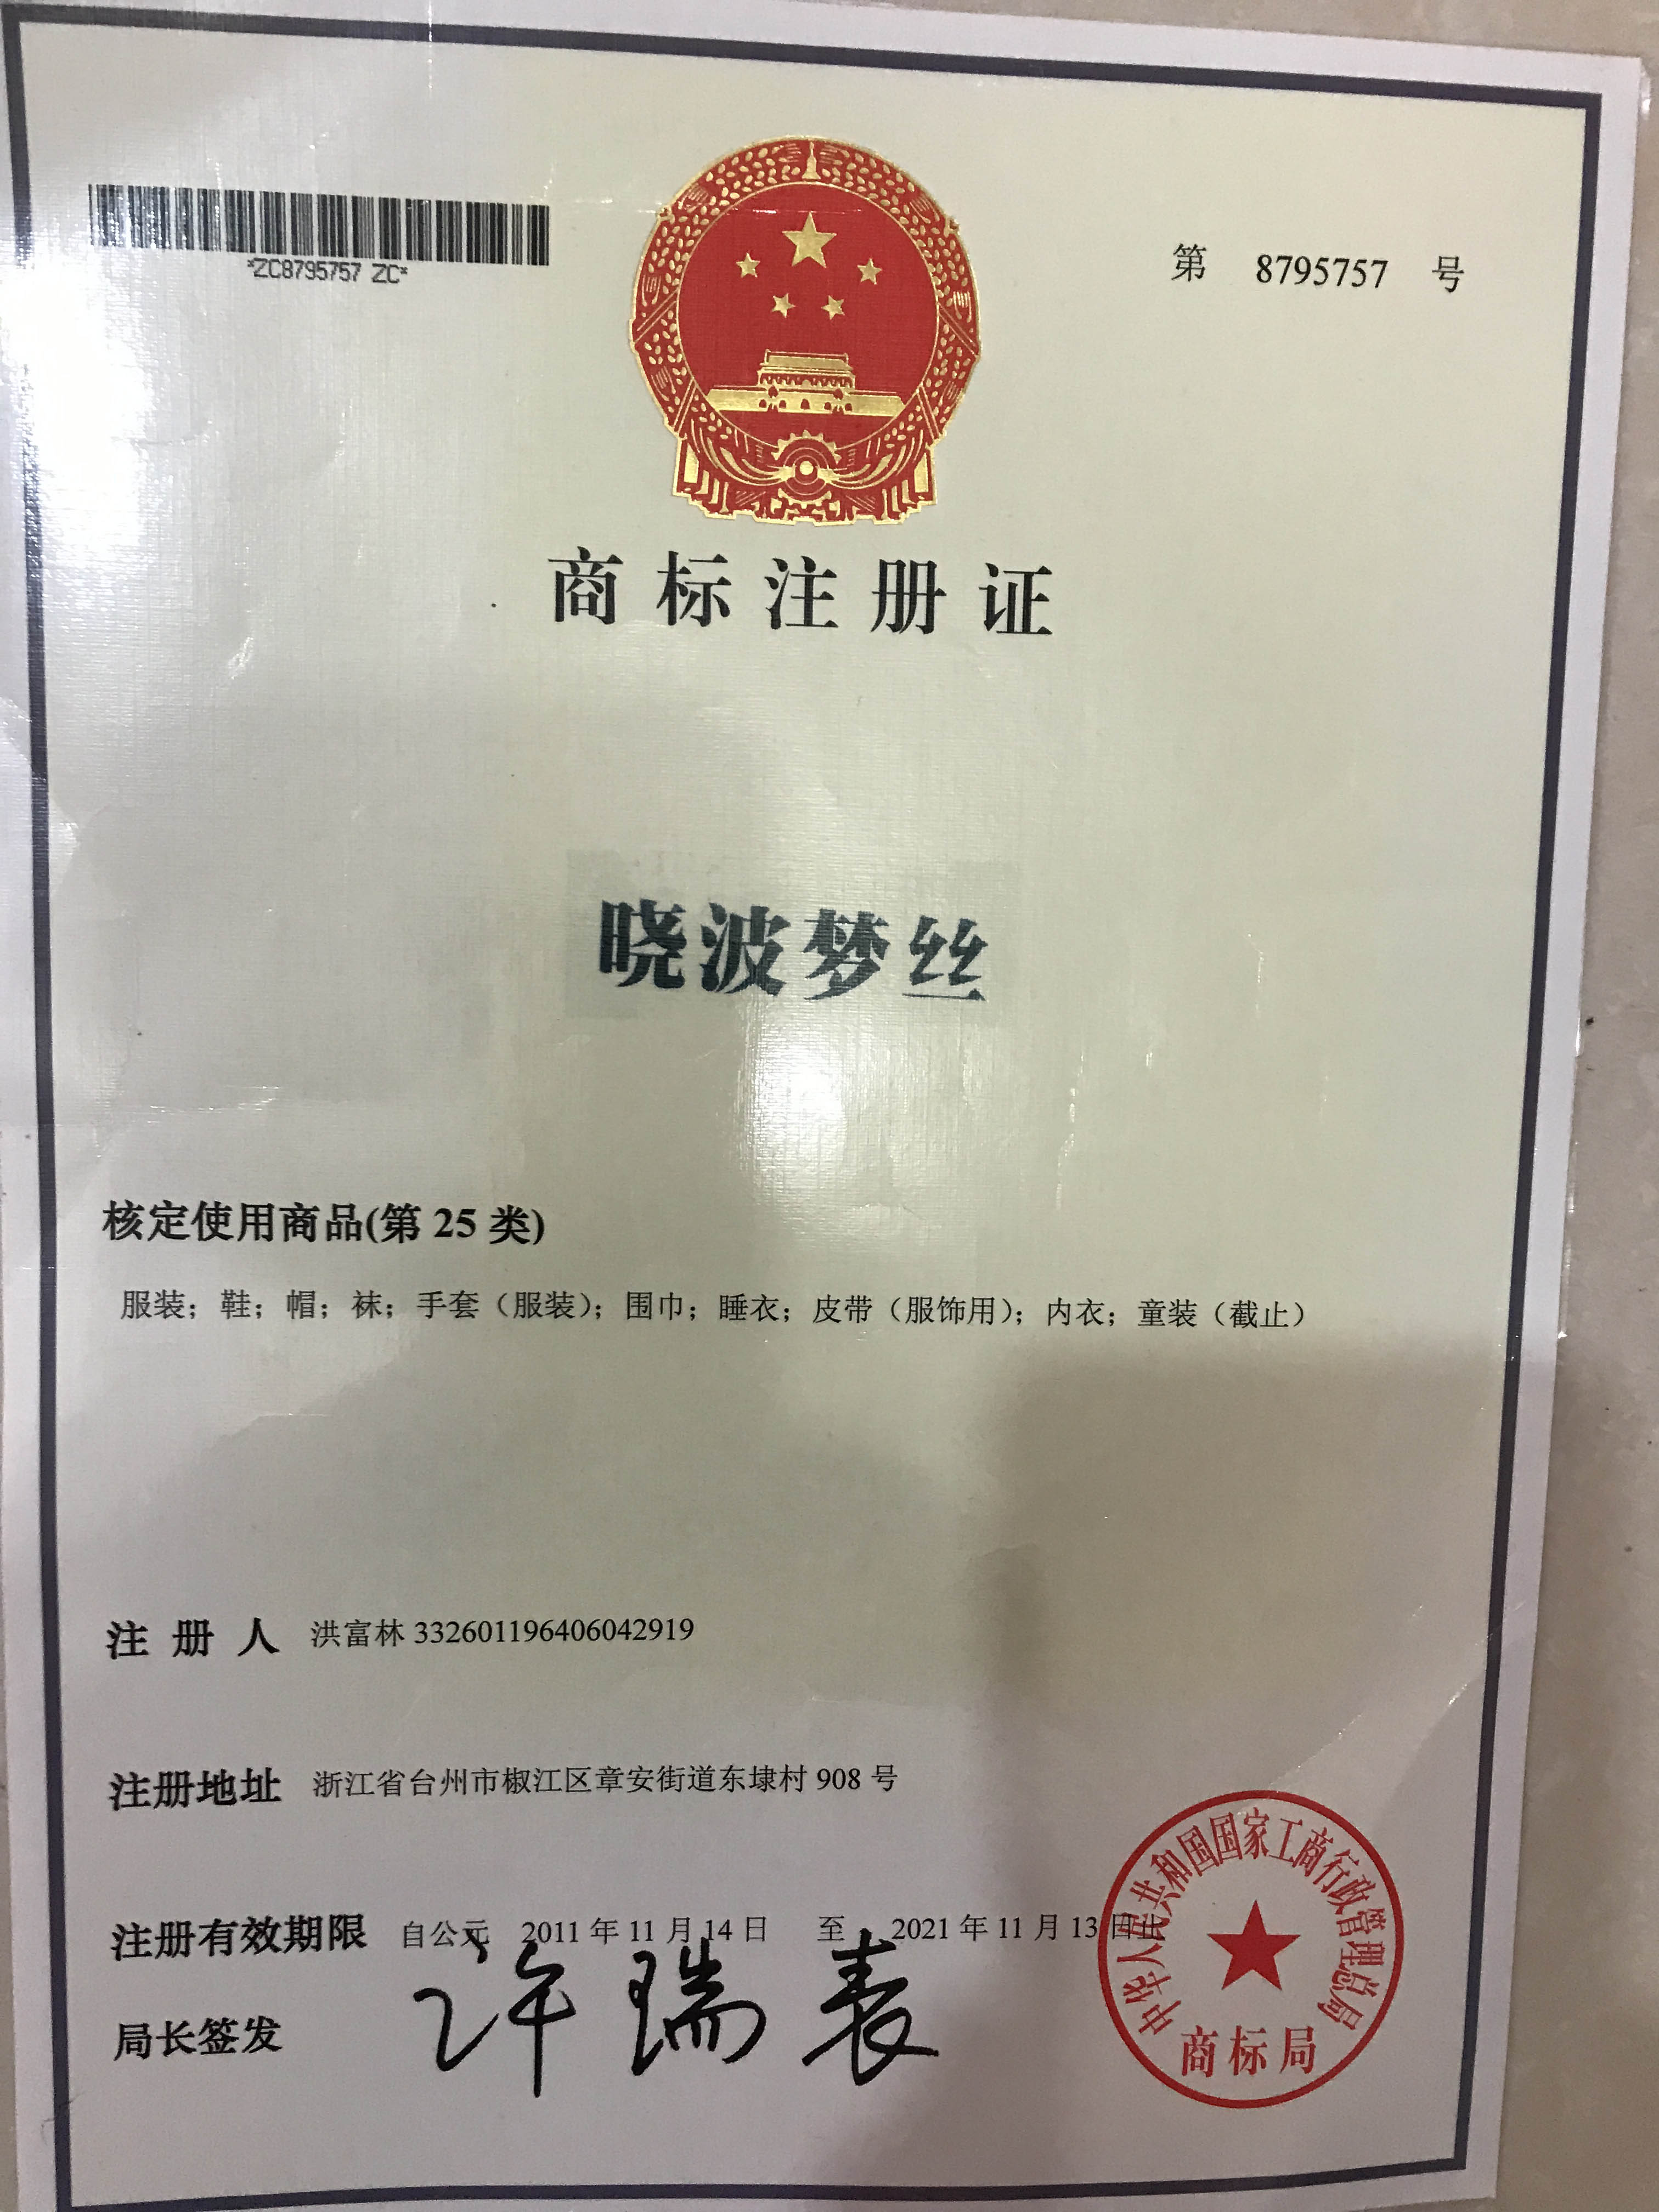 *ZC8795757 ZC*
第 8795757 号
商标注册证
晓波梦丝
核定使用商品(第 25 类)
服装；鞋；帽；袜；手套（服装）；围巾；睡衣；皮带（服饰用）；内衣；童装（截止）
注 册 人 洪富林 332601196406042919
注册地址 浙江省台州市椒江区章安街道东埭村 908 号
注册有效期限 自公元 2011 年 11 月 14 日 至 2021 年 11 月 13 日止
局长签发 许瑞表
中华人民共和国国家工商行政管理总局
商标局